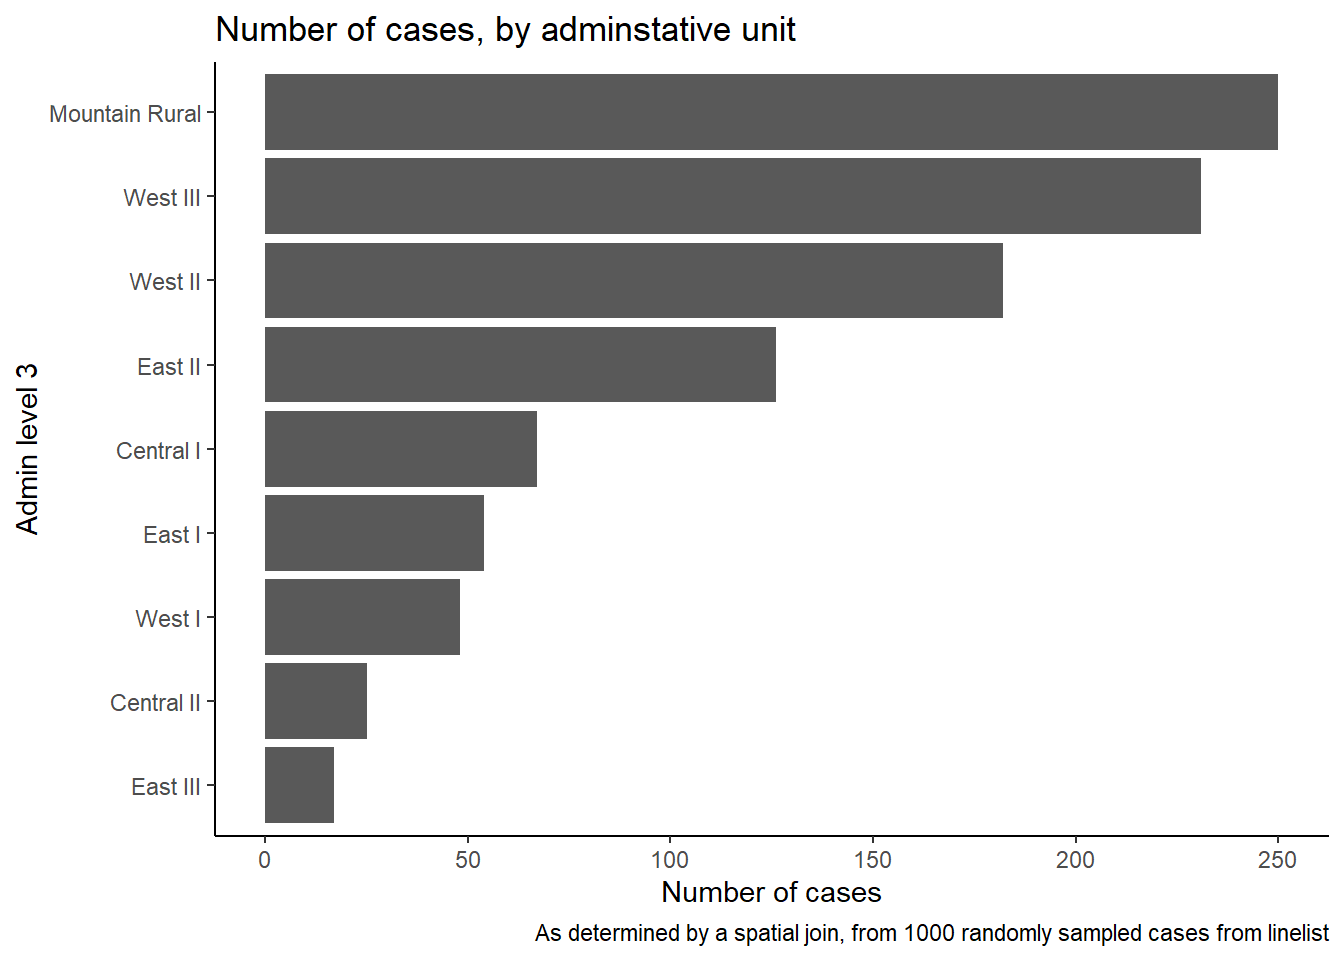 Number of cases, by adminstative unit
Admin level 3
Mountain Rural
West III
West II
East II
Central I
East I
West I
Central II
East III
0 50 100 150 200 250
Number of cases
As determined by a spatial join, from 1000 randomly sampled cases from linelist